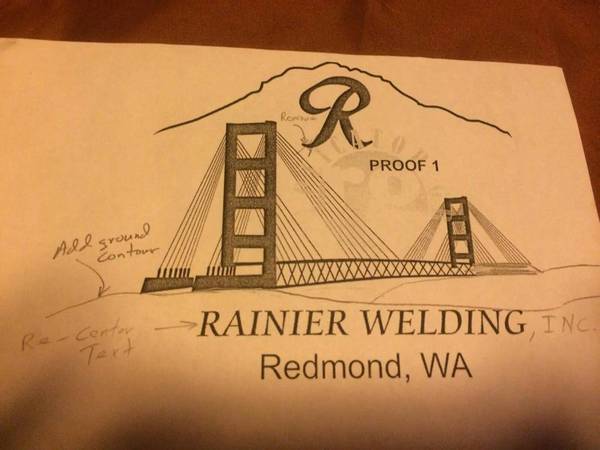 R
Remove
PROOF 1
Add ground
contour
Re-Center
Text
RAINIER WELDING, INC.
Redmond, WA